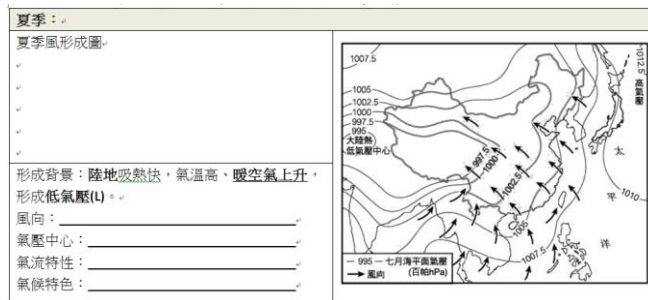 夏季：
夏季風形成圖
形成背景：陸地吸熱快，氣溫高、暖空氣上升，
形成低氣壓(L)。
風向：
氣壓中心：
氣流特性：
氣候特色：
1007.5
1005
1002.5
1000
997.5
995
大陸熱
低氣壓中心
997.5
1000
1002.5
1005
1007.5
1012.5
高氣壓
太
平
洋
1010
— 995 — 七月海平面氣壓
(百帕hPa)
→ 風向